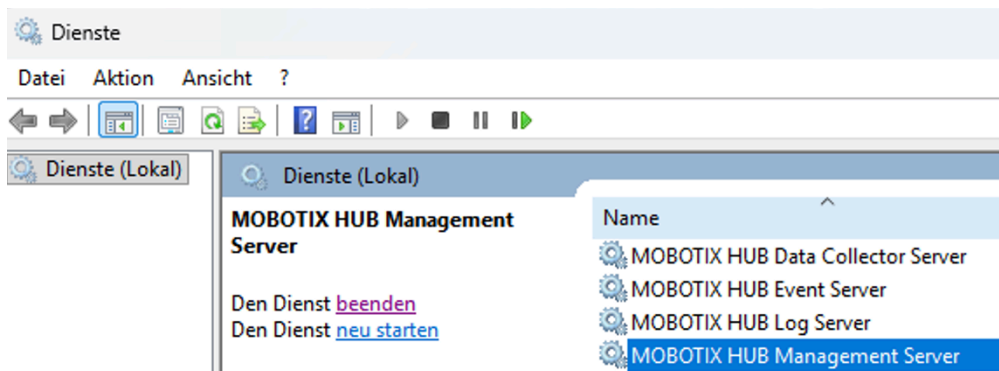 Dienste
Datei Aktion Ansicht ?
Dienste (Lokal)
Dienste (Lokal)
MOBOTIX HUB Management
Server
Den Dienst beenden
Den Dienst neu starten
Name
MOBOTIX HUB Data Collector Server
MOBOTIX HUB Event Server
MOBOTIX HUB Log Server
MOBOTIX HUB Management Server